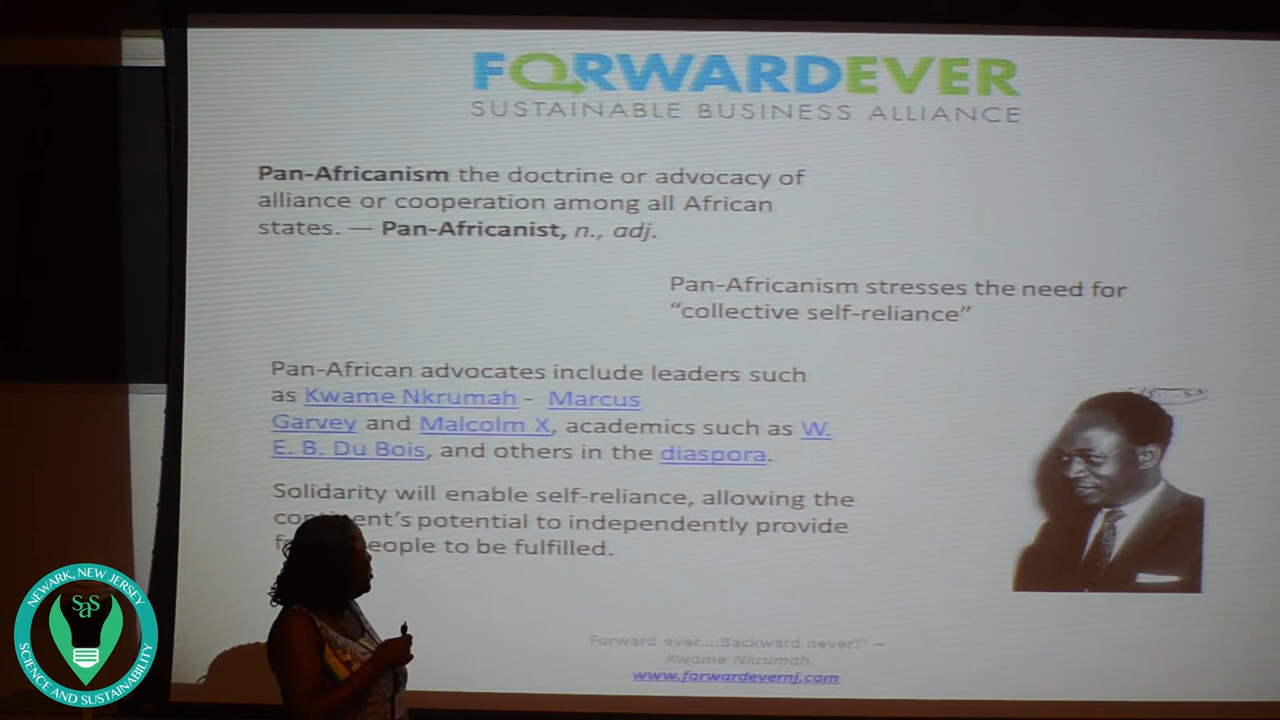 FORWARDEVER
SUSTAINABLE BUSINESS ALLIANCE
Pan-Africanism the doctrine or advocacy of
alliance or cooperation among all African
states. — Pan-Africanist, n., adj.
Pan-Africanism stresses the need for
“collective self-reliance”
Pan-African advocates include leaders such
as Kwame Nkrumah - Marcus
Garvey and Malcolm X, academics such as W.
E. B. Du Bois, and others in the diaspora.
Solidarity will enable self-reliance, allowing the
potential to independently provide
to be fulfilled.
Forward ever....Backward never!" –
Kwame Nkrumah
www.forwardevernj.com
NEWARK, NEW JERSEY
sas
SCIENCE AND SUSTAINABILITY